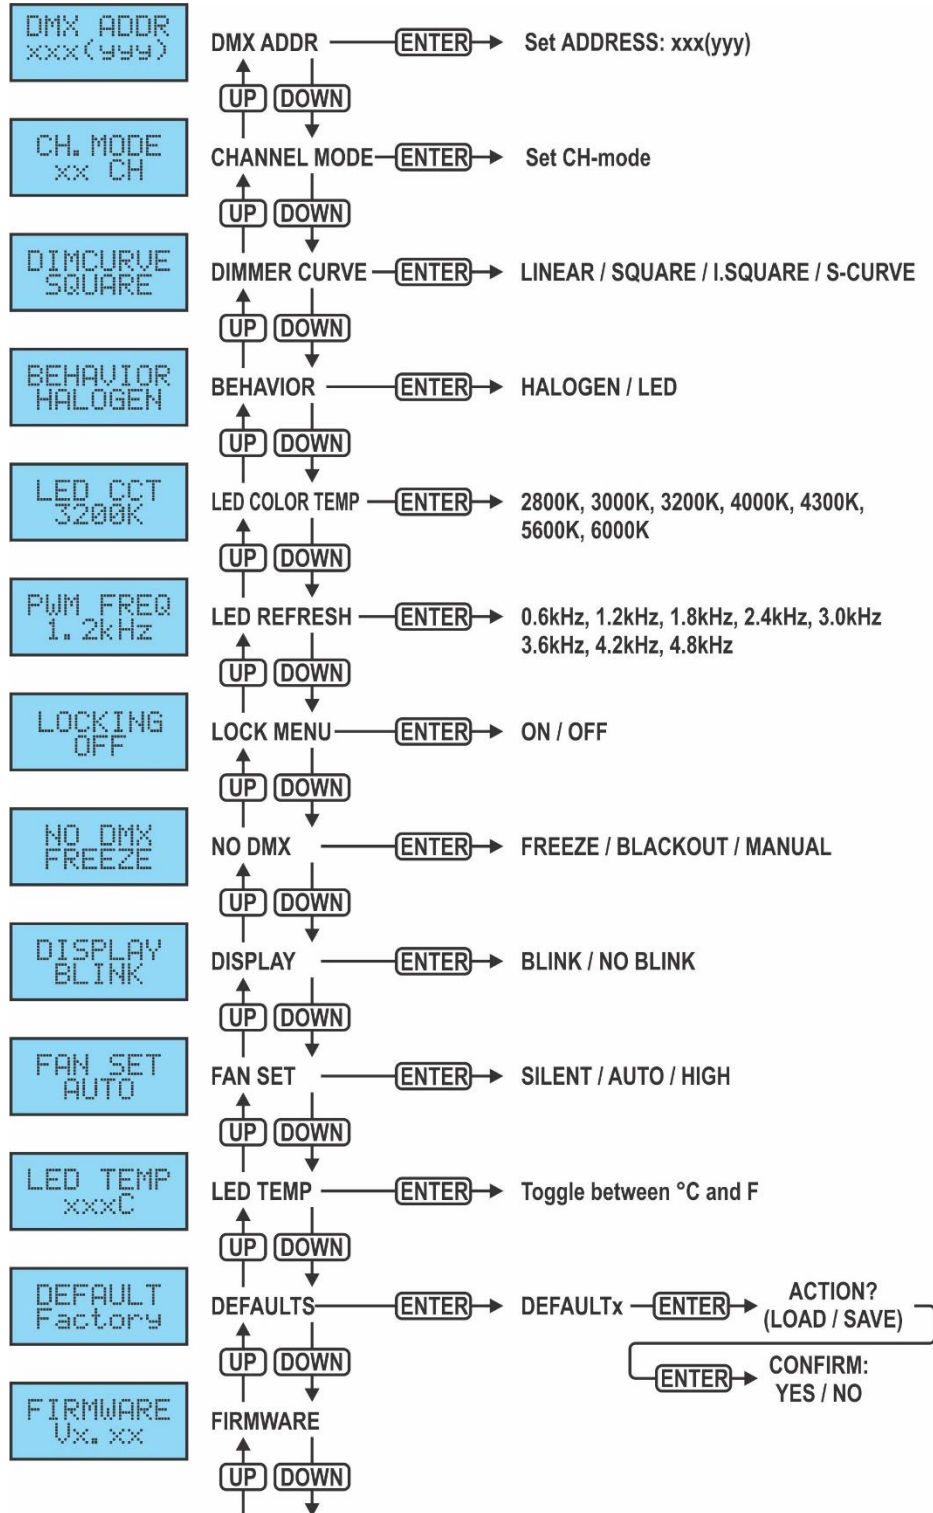 DMX ADDR
xxx(yyy)
DMX ADDR ENTER Set ADDRESS: xxx(yyy)
UP DOWN
CH.MODE
xx CH
CHANNEL MODE ENTER Set CH-mode
UP DOWN
DIMCURVE
SQUARE
DIMMER CURVE ENTER LINEAR / SQUARE / I.SQUARE / S-CURVE
UP DOWN
BEHAVIOR
HALOGEN
BEHAVIOR ENTER HALOGEN / LED
UP DOWN
LED CCT
3200K
LED COLOR TEMP ENTER 2800K, 3000K, 3200K, 4000K, 4300K,
5600K, 6000K
UP DOWN
PWM FREQ
1.2kHz
LED REFRESH ENTER 0.6kHz, 1.2kHz, 1.8kHz, 2.4kHz, 3.0kHz
3.6kHz, 4.2kHz, 4.8kHz
UP DOWN
LOCKING
OFF
LOCK MENU ENTER ON / OFF
UP DOWN
NO DMX
FREEZE
NO DMX ENTER FREEZE / BLACKOUT / MANUAL
UP DOWN
DISPLAY
BLINK
DISPLAY ENTER BLINK / NO BLINK
UP DOWN
FAN SET
AUTO
FAN SET ENTER SILENT / AUTO / HIGH
UP DOWN
LED TEMP
xxxC
LED TEMP ENTER Toggle between °C and F
UP DOWN
DEFAULT
Factory
DEFAULTS ENTER DEFAULTx ENTER ACTION?
(LOAD / SAVE)
UP DOWN
ENTER CONFIRM:
YES / NO
FIRMWARE
Vx.xx
FIRMWARE
UP DOWN